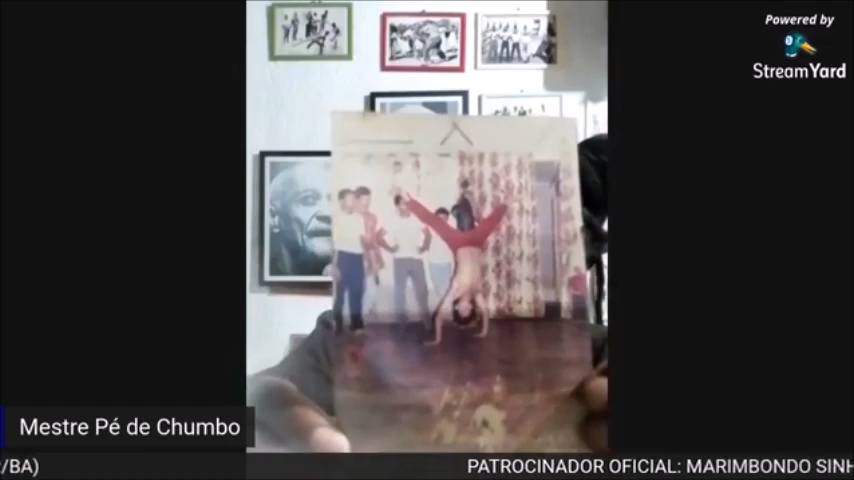 Powered by
StreamYard
Mestre Pé de Chumbo
/BA)
PATROCINADOR OFICIAL: MARIMBONDO SINH